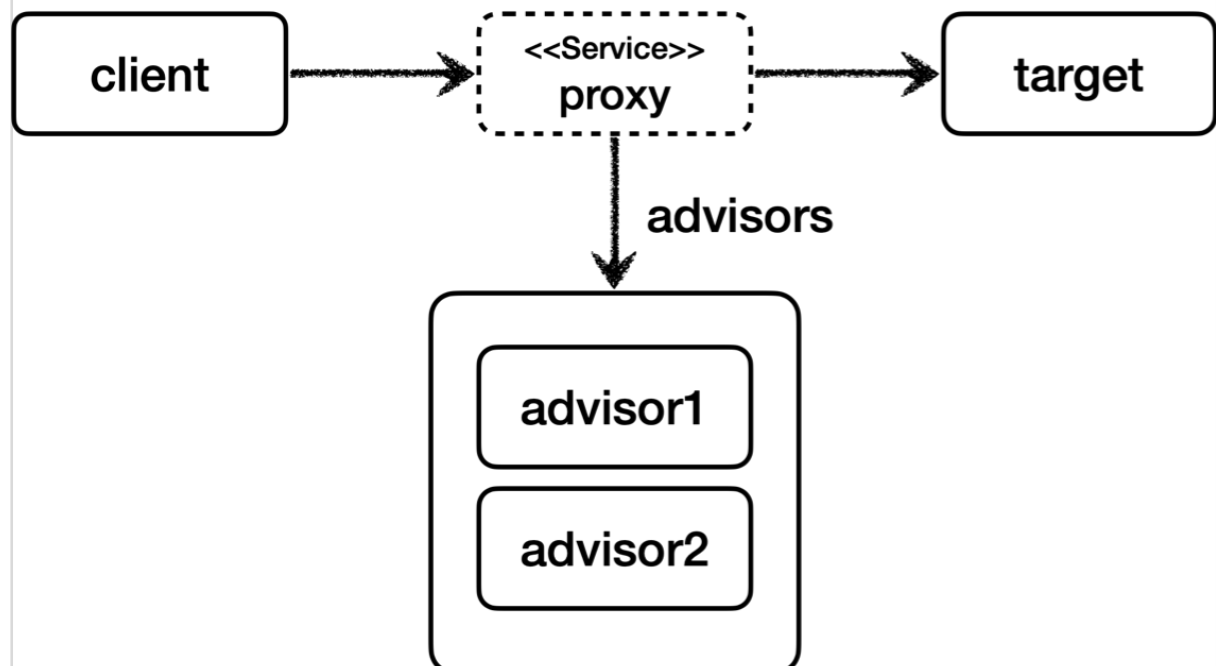 client
<<Service>>
proxy
target
advisors
advisor1
advisor2